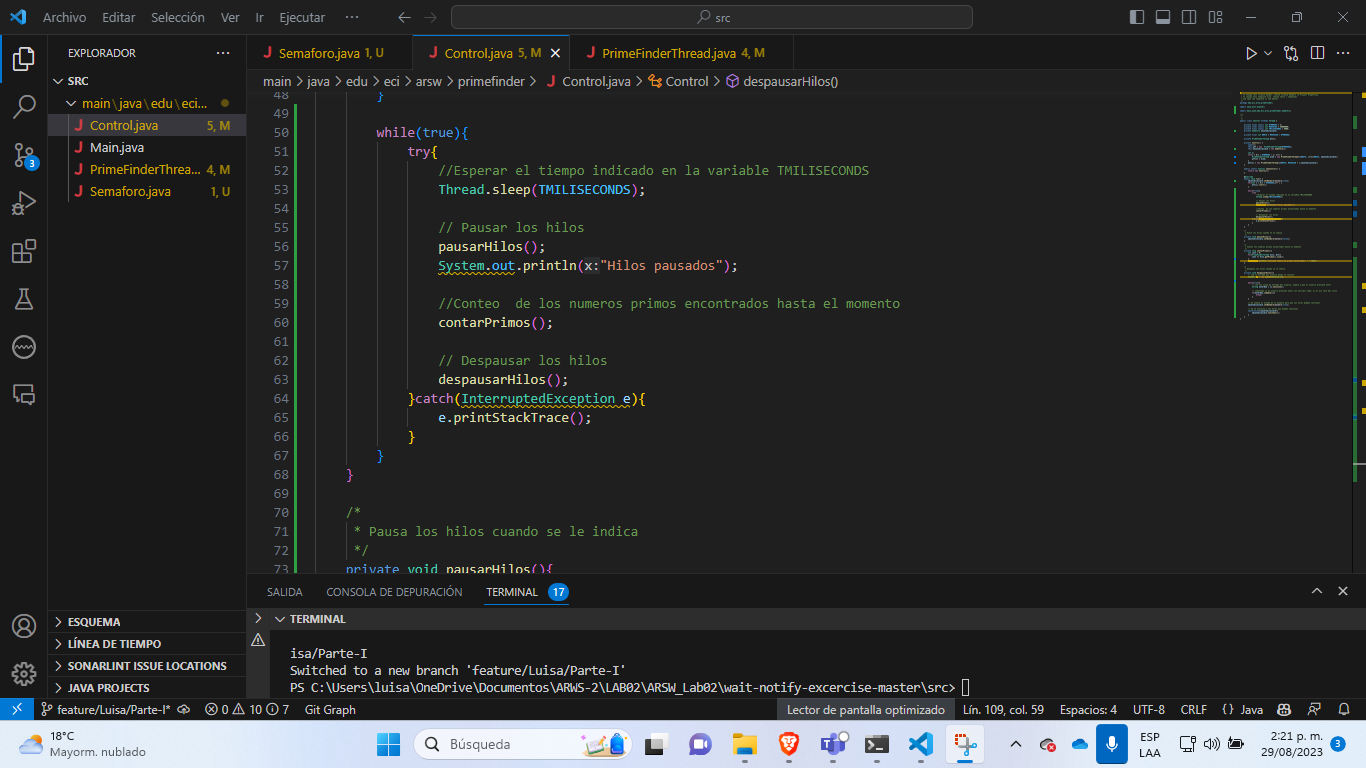 Archivo Editar Selección Ver Ir Ejecutar ··· src
EXPLORADOR ···
SRC
main\java\edu\eci...
Control.java 5, M
Main.java
PrimeFinderThrea... 4, M
Semaforo.java 1, U
ESQUEMA
LÍNEA DE TIEMPO
SONARLINT ISSUE LOCATIONS
JAVA PROJECTS
3
Semaforo.java 1, U Control.java 5, M PrimeFinderThread.java 4, M
main > java > edu > eci > arsw > primefinder > Control.java > Control > despausarHilos()
48 }
49
50 while(true){
51 try{
52 //Esperar el tiempo indicado en la variable TMILISECONDS
53 Thread.sleep(TMILISECONDS);
54
55 // Pausar los hilos
56 pausarHilos();
57 System.out.println(x:"Hilos pausados");
58
59 //Conteo  de los numeros primos encontrados hasta el momento
60 contarPrimos();
61
62 // Despausar los hilos
63 despausarHilos();
64 }catch(InterruptedException e){
65 e.printStackTrace();
66 }
67 }
68 }
69
70 /*
71 * Pausa los hilos cuando se le indica
72 */
73 private void pausarHilos(){
SALIDA CONSOLA DE DEPURACIÓN TERMINAL 17
TERMINAL
isa/Parte-I
Switched to a new branch 'feature/Luisa/Parte-I'
PS C:\Users\luisa\OneDrive\Documentos\ARWS-2\LAB02\ARSW_Lab02\wait-notify-excercise-master\src>
feature/Luisa/Parte-I* 0 10 7 Git Graph Lector de pantalla optimizado Lín. 109, col. 59 Espacios: 4 UTF-8 CRLF {} Java
18°C
Mayorm. nublado
Búsqueda
ESP
LAA
2:21 p. m.
29/08/2023
3